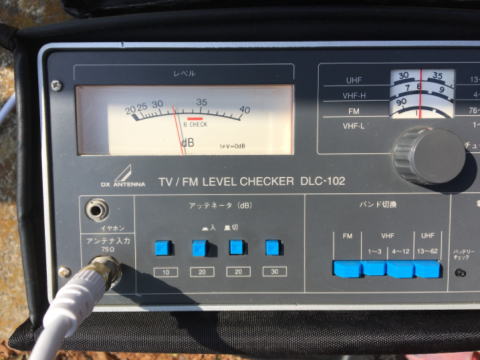 レベル
20 25 30 35 40
B CHECK
dB
1μV=0dB
UHF
VHF-H
FM
VHF-L
30 35
7 8 9
90
13~
4~
76~
1~
チュ
DX ANTENNA
TV / FM LEVEL CHECKER DLC-102
イヤホン
アンテナ入力
75Ω
アッテネータ (dB)
入 切
10 20 20 30
バンド切換
FM VHF UHF
1~3 4~12 13~62
バッテリー
チェック